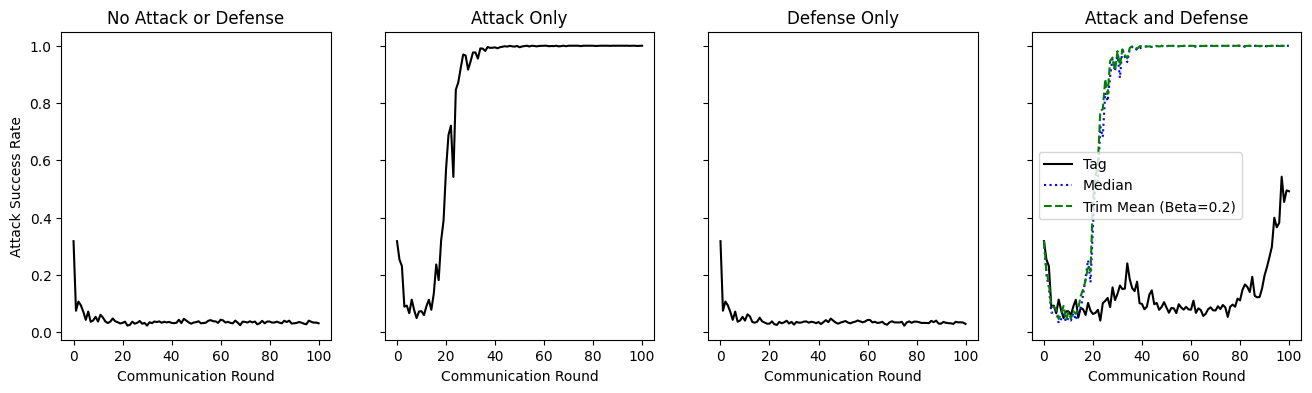 No Attack or Defense
Attack Only
Defense Only
Attack and Defense
Attack Success Rate
1.0
0.8
0.6
0.4
0.2
0.0
Tag
Median
Trim Mean (Beta=0.2)
0 20 40 60 80 100
0 20 40 60 80 100
0 20 40 60 80 100
0 20 40 60 80 100
Communication Round
Communication Round
Communication Round
Communication Round